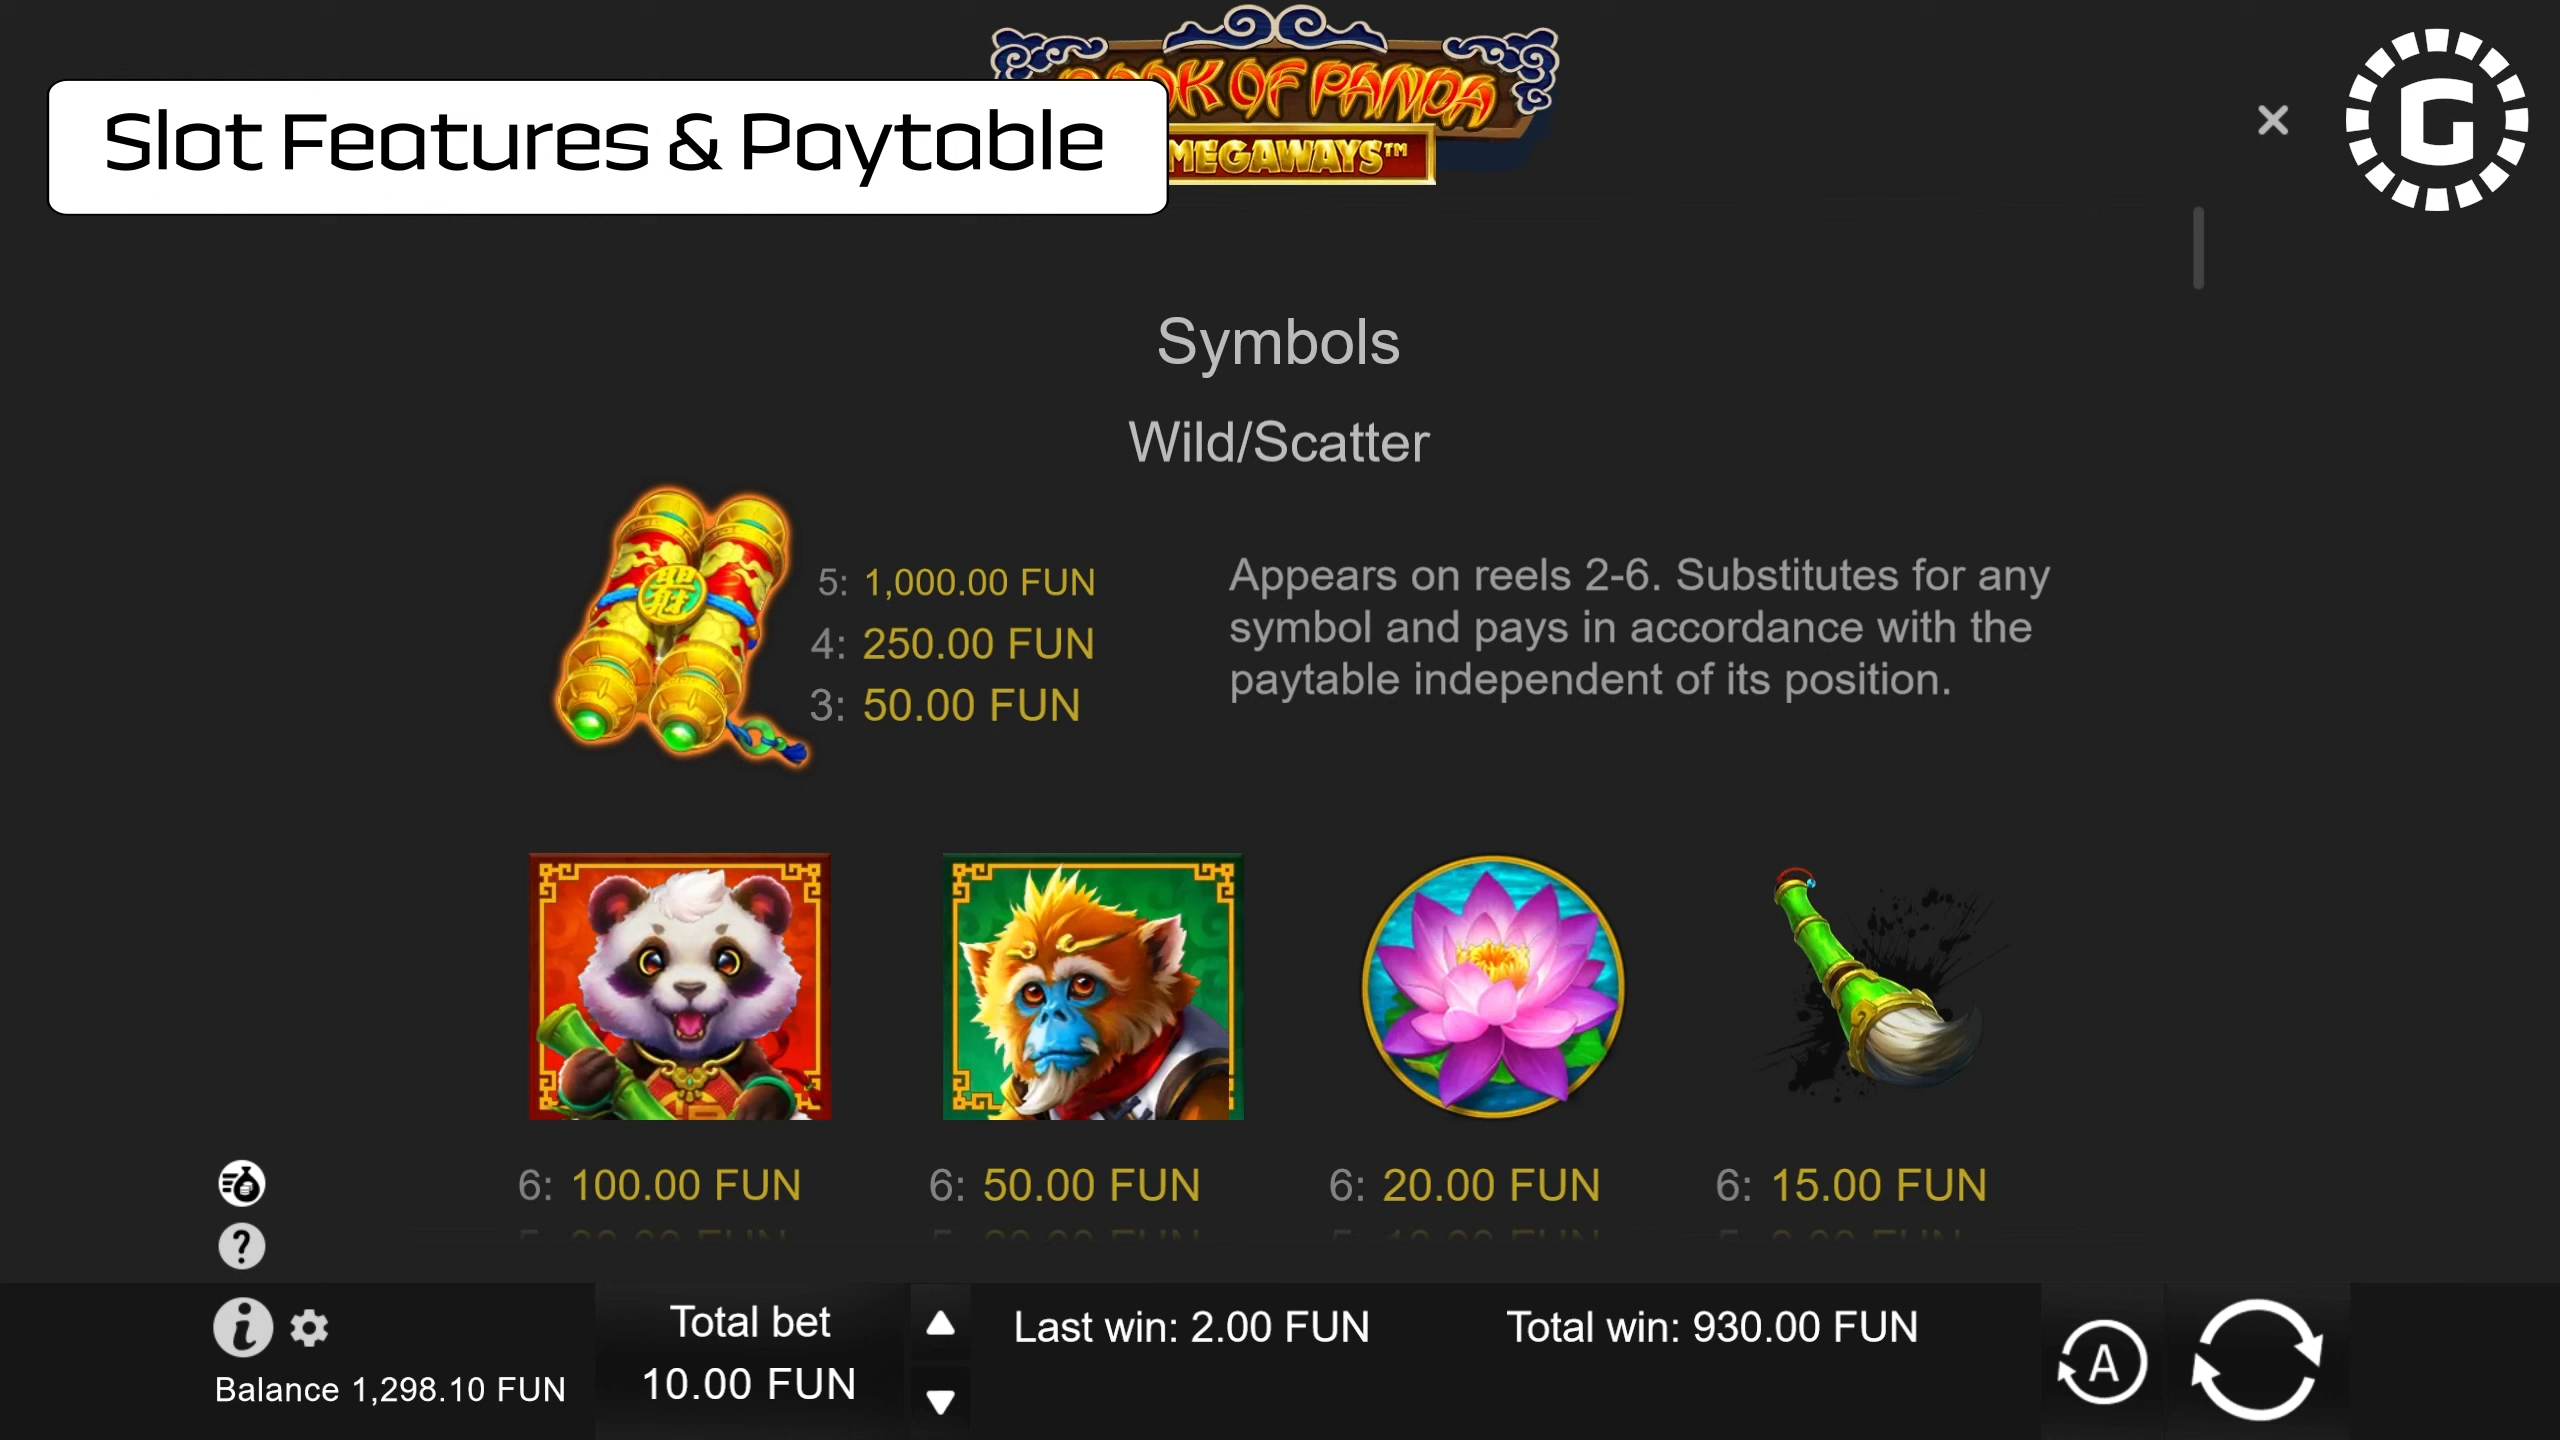 OK OF PANDA
MEGAWAYS™
Slot Features & Paytable
G
Symbols
Wild/Scatter
5: 1,000.00 FUN
4: 250.00 FUN
3: 50.00 FUN
Appears on reels 2-6. Substitutes for any
symbol and pays in accordance with the
paytable independent of its position.
6: 100.00 FUN
6: 50.00 FUN
6: 20.00 FUN
6: 15.00 FUN
?
i
Total bet
10.00 FUN
Last win: 2.00 FUN
Total win: 930.00 FUN
A
Balance 1,298.10 FUN